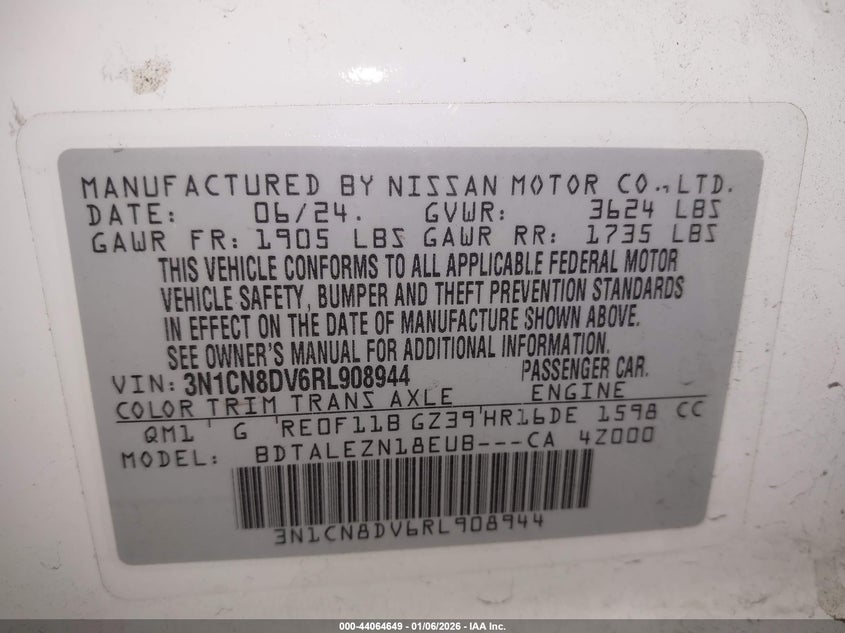 MANUFACTURED BY NISSAN MOTOR CO.,LTD.
DATE: 06/24. GVWR: 3624 LBS
GAWR FR: 1905 LBS GAWR RR: 1735 LBS
THIS VEHICLE CONFORMS TO ALL APPLICABLE FEDERAL MOTOR
VEHICLE SAFETY, BUMPER AND THEFT PREVENTION STANDARDS
IN EFFECT ON THE DATE OF MANUFACTURE SHOWN ABOVE.
SEE OWNER'S MANUAL FOR ADDITIONAL INFORMATION.
VIN: 3N1CN8DV6RL908944 PASSENGER CAR.
COLOR TRIM TRANS AXLE ENGINE
QM1 ' G 'RE0F11B GZ39'HR16DE 1598 CC
MODEL: BDTALEZN18EUB---CA 4Z000
3N1CN8DV6RL908944
000-44064649 - 01/06/2026 - IAA Inc.